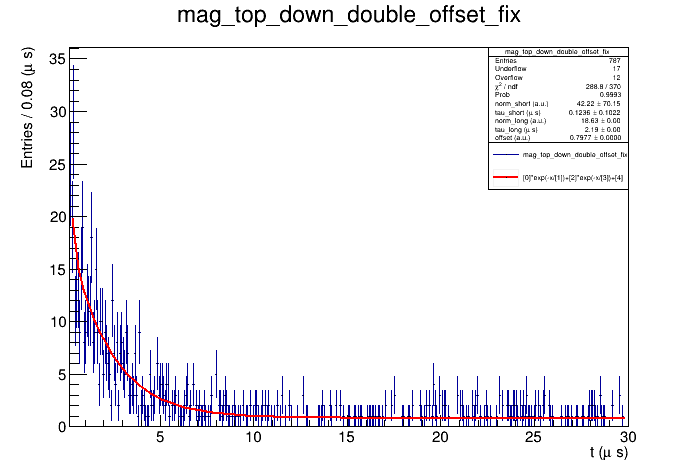 mag_top_down_double_offset_fix
Entries / 0.08 (μ s)
mag_top_down_double_offset_fix
Entries 787
Underflow 17
Overflow 12
χ² / ndf 288.8 / 370
Prob 0.9993
norm_short (a.u.) 42.22 ± 70.15
tau_short (μ s) 0.1236 ± 0.1022
norm_long (a.u.) 18.63 ± 0.00
tau_long (μ s) 2.19 ± 0.00
offset (a.u.) 0.7977 ± 0.0000
mag_top_down_double_offset_fix
[0]*exp(-x/[1])+[2]*exp(-x/[3])+[4]
35
30
25
20
15
10
5
0
5 10 15 20 25 30
t (μ s)